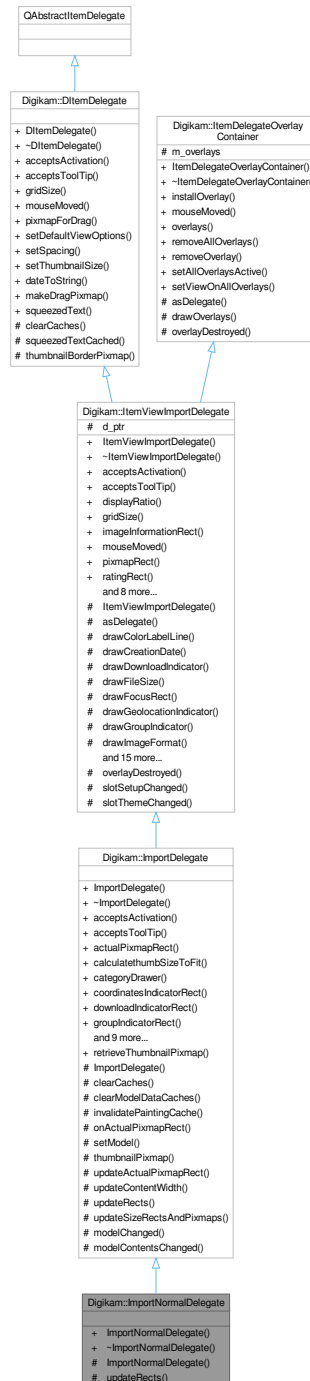 QAbstractItemDelegate
Digikam::DItemDelegate
+ DItemDelegate()
+ ~DItemDelegate()
+ acceptsActivation()
+ acceptsToolTip()
+ gridSize()
+ mouseMoved()
+ pixmapForDrag()
+ setDefaultViewOptions()
+ setSpacing()
+ setThumbnailSize()
+ dateToString()
+ makeDragPixmap()
+ squeezedText()
# clearCaches()
# squeezedTextCached()
# thumbnailBorderPixmap()
Digikam::ItemDelegateOverlay
Container
# m_overlays
+ ItemDelegateOverlayContainer()
+ ~ItemDelegateOverlayContainer()
+ installOverlay()
+ mouseMoved()
+ overlays()
+ removeAllOverlays()
+ removeOverlay()
+ setAllOverlaysActive()
+ setViewOnAllOverlays()
# asDelegate()
# drawOverlays()
# overlayDestroyed()
Digikam::ItemViewImportDelegate
# d_ptr
+ ItemViewImportDelegate()
+ ~ItemViewImportDelegate()
+ acceptsActivation()
+ acceptsToolTip()
+ displayRatio()
+ gridSize()
+ imageInformationRect()
+ mouseMoved()
+ pixmapRect()
+ ratingRect()
and 8 more...
# ItemViewImportDelegate()
# asDelegate()
# drawColorLabelLine()
# drawCreationDate()
# drawDownloadIndicator()
# drawFileSize()
# drawFocusRect()
# drawGeolocationIndicator()
# drawGroupIndicator()
# drawImageFormat()
and 15 more...
# overlayDestroyed()
# slotSetupChanged()
# slotThemeChanged()
Digikam::ImportDelegate
+ ImportDelegate()
+ ~ImportDelegate()
+ acceptsActivation()
+ acceptsToolTip()
+ actualPixmapRect()
+ calculatethumbSizeToFit()
+ categoryDrawer()
+ coordinatesIndicatorRect()
+ downloadIndicatorRect()
+ groupIndicatorRect()
and 9 more...
+ retrieveThumbnailPixmap()
# ImportDelegate()
# clearCaches()
# clearModelDataCaches()
# invalidatePaintingCache()
# onActualPixmapRect()
# setModel()
# thumbnailPixmap()
# updateActualPixmapRect()
# updateContentWidth()
# updateRects()
# updateSizeRectsAndPixmaps()
# modelChanged()
# modelContentsChanged()
Digikam::ImportNormalDelegate
+ ImportNormalDelegate()
+ ~ImportNormalDelegate()
# ImportNormalDelegate()
# updateRects()